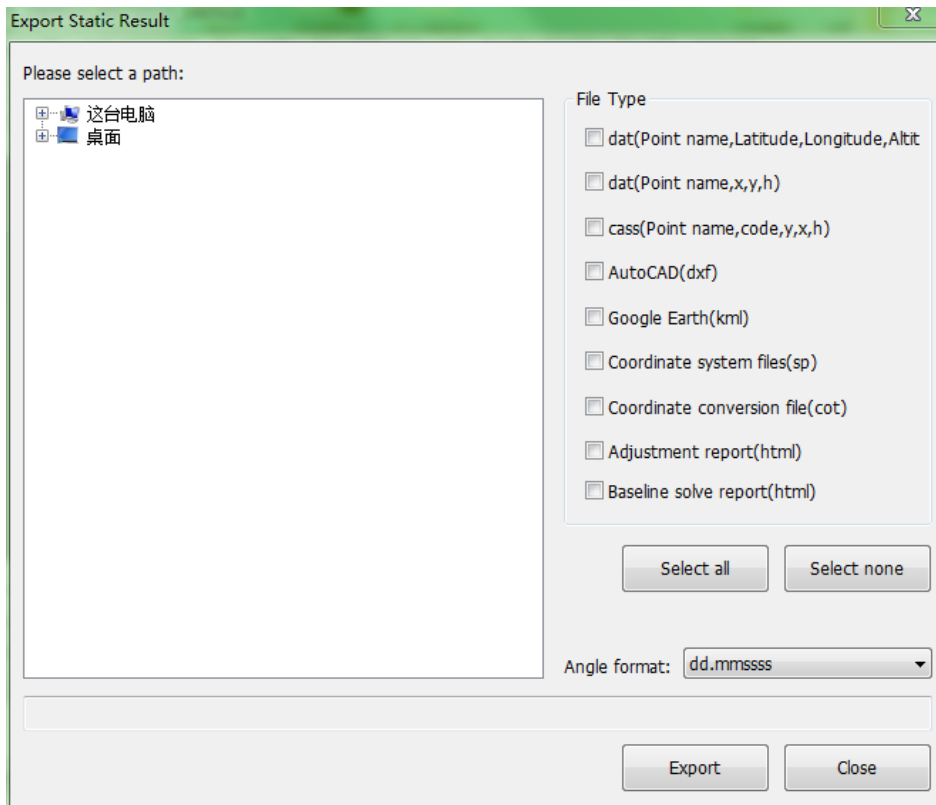 Export Static Result
Please select a path:
这台电脑
桌面
File Type
dat(Point name,Latitude,Longitude,Altit
dat(Point name,x,y,h)
cass(Point name,code,y,x,h)
AutoCAD(dxf)
Google Earth(kml)
Coordinate system files(sp)
Coordinate conversion file(cot)
Adjustment report(html)
Baseline solve report(html)
Select all Select none
Angle format: dd.mmssss
Export Close